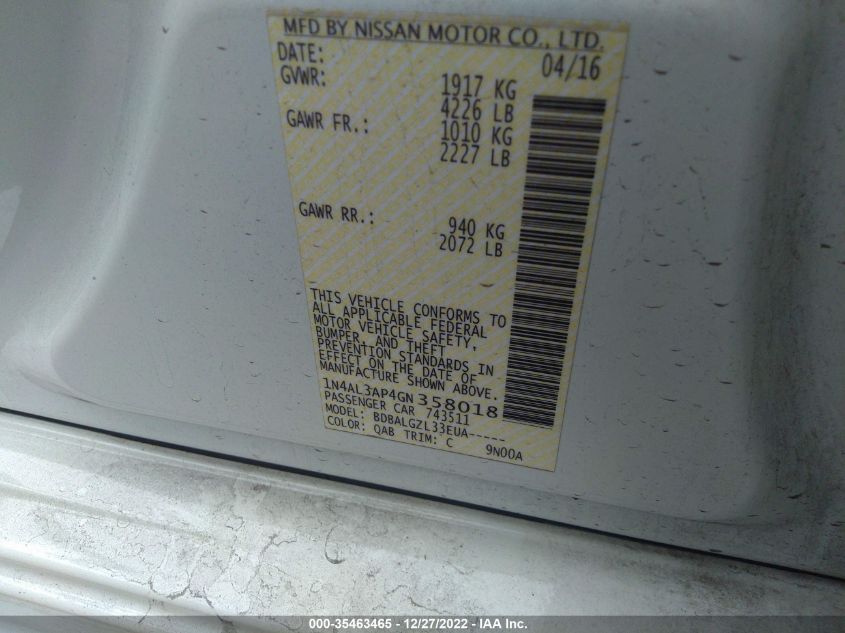 MFD BY NISSAN MOTOR CO., LTD.
DATE: 04/16
GVWR: 1917 KG
4226 LB
GAWR FR.: 1010 KG
2227 LB
GAWR RR.: 940 KG
2072 LB
THIS VEHICLE CONFORMS TO
ALL APPLICABLE FEDERAL
MOTOR VEHICLE SAFETY,
BUMPER, AND THEFT
PREVENTION STANDARDS IN
EFFECT ON THE DATE OF
MANUFACTURE SHOWN ABOVE.
1N4AL3AP4GN358018
PASSENGER CAR 743511
MODEL: BDBALGZL33EUA-----
COLOR: QAB TRIM: C 9N00A
000-35463465 - 12/27/2022 - IAA Inc.